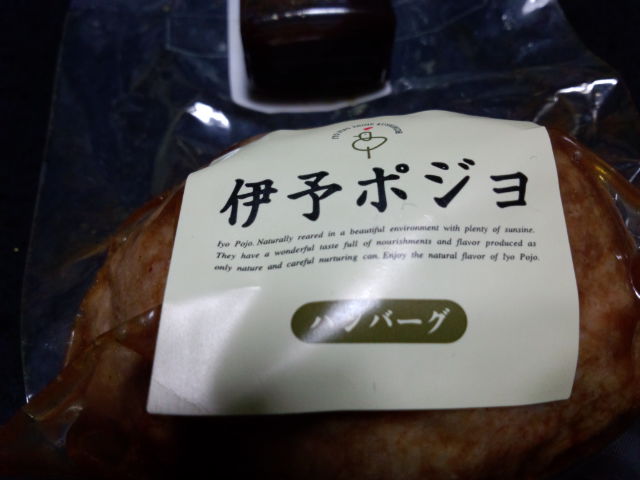 伊予ポジョ
Iyo Pojo. Naturally reared in a beautiful environment with plenty of sunsine.
They have a wonderful taste full of nourishments and flavor produced as
only nature and careful nurturing can. Enjoy the natural flavor of Iyo Pojo.
ハンバーグ